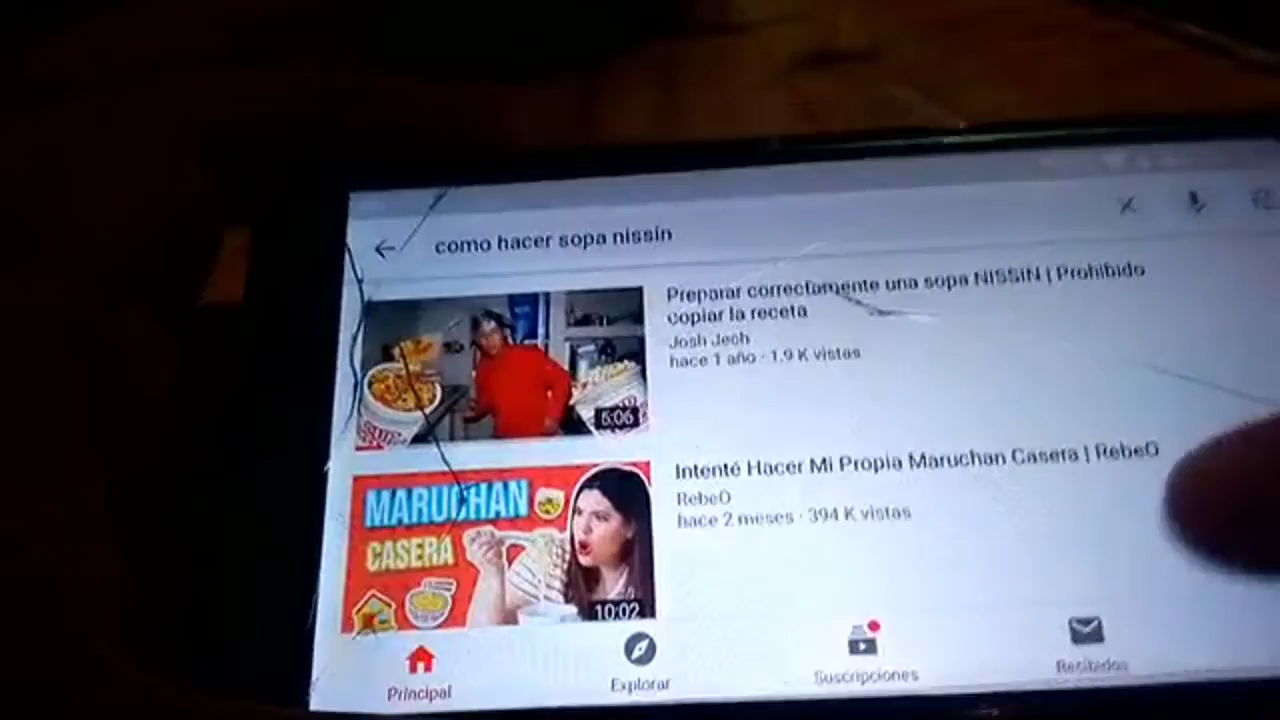 como hacer sopa nissin
Preparar correctamente una sopa NISSIN | Prohibido
copiar la receta
Josh Jech
hace 1 año · 1.9 K vistas
5:06
Intenté Hacer Mi Propia Maruchan Casera | RebeO
RebeO
hace 2 meses · 394 K vistas
MARUCHAN
CASERA
10:02
Principal
Explorar
Suscripciones
Recibidos